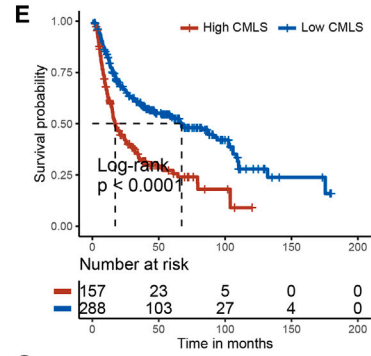 E
High CMLS Low CMLS
Survival probability
1.00
0.75
0.50
0.25
0.00
Log-rank
p < 0.0001
0 50 100 150 200
Number at risk
157 23 5 0 0
288 103 27 4 0
0 50 100 150 200
Time in months